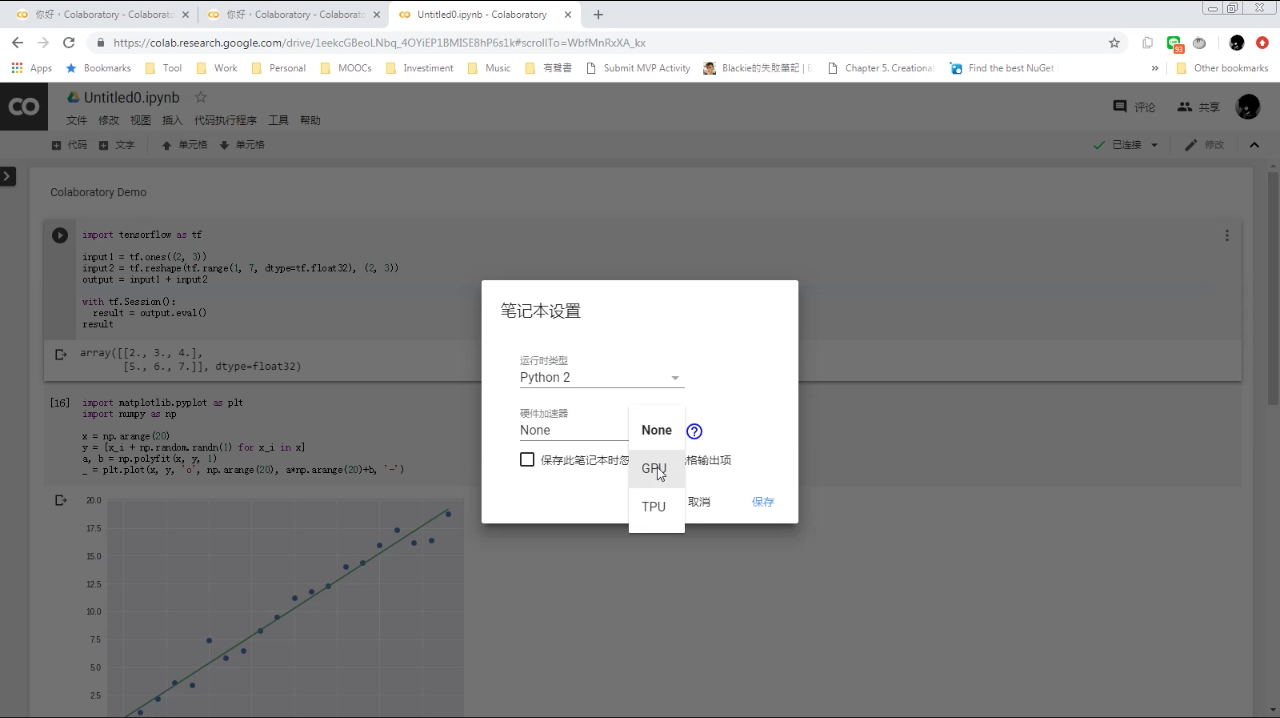 你好,Colaboratory - Colaborato
你好,Colaboratory - Colaborato
Untitled0.ipynb - Colaboratory
https://colab.research.google.com/drive/1eekcGBeoLNbq_4OYiEP1BMISE8hP6s1k#scrollTo=WbfMnRxXA_kx
93
Apps Bookmarks Tool Work Personal MOOCs Investiment Music 有聲書 Submit MVP Activity Blackie的失敗筆記 | Chapter 5. Creationa Find the best NuGet » Other bookmarks
CO
Untitled0.ipynb
评论 共享
文件 修改 视图 插入 代码执行程序 工具 帮助
代码 文字 单元格 单元格 已连接 修改
Colaboratory Demo
import tensorflow as tf
input1 = tf.ones((2, 3))
input2 = tf.reshape(tf.range(1, 7, dtype=tf.float32), (2, 3))
output = input1 + input2
with tf.Session():
result = output.eval()
result
array([[2., 3., 4.],
[5., 6., 7.]], dtype=float32)
[16] import matplotlib.pyplot as plt
import numpy as np
x = np.arange(20)
y = [x_i + np.random.randn(1) for x_i in x]
a, b = np.polyfit(x, y, 1)
_ = plt.plot(x, y, 'o', np.arange(20), a*np.arange(20)+b, '-')
20.0
17.5
15.0
12.5
10.0
7.5
5.0
2.5
笔记本设置
运行时类型
Python 2
硬件加速器
None
None
GPU
TPU
保存此笔记本时忽 格输出项
取消 保存